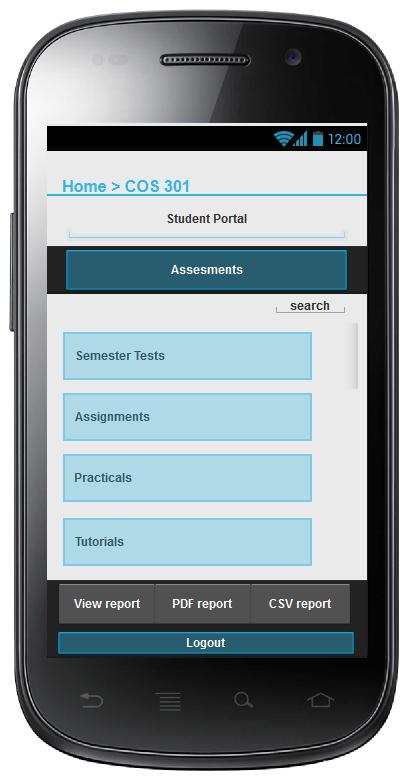 12:00
Home > COS 301
Student Portal
Assesments
search
Semester Tests
Assignments
Practicals
Tutorials
View report PDF report CSV report
Logout